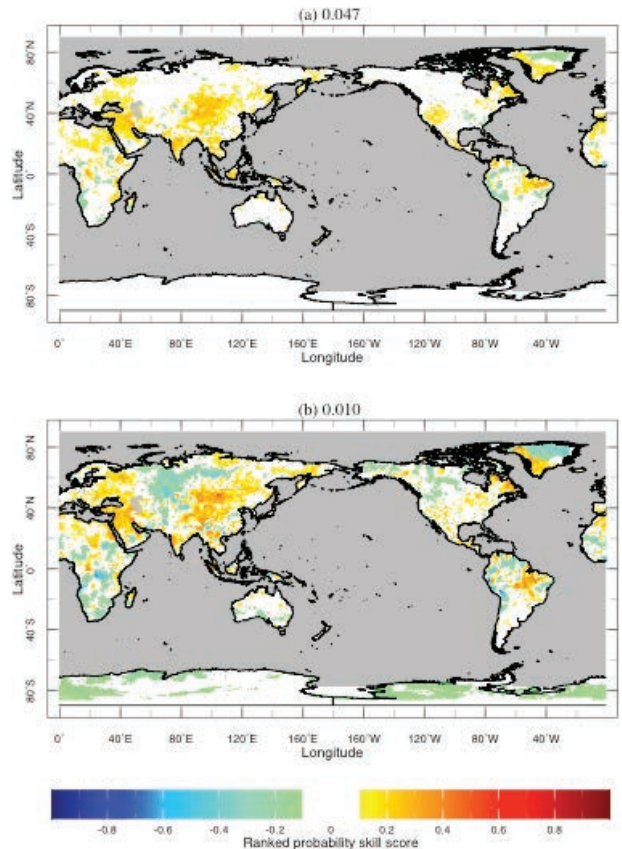 (a) 0.047
80°N
40°N
0°
40°S
80°S
Latitude
0° 40°E 80°E 120°E 160°E 160°W 120°W 80°W 40°W
Longitude
(b) 0.010
80°N
40°N
0°
40°S
80°S
Latitude
0° 40°E 80°E 120°E 160°E 160°W 120°W 80°W 40°W
Longitude
-0.8 -0.6 -0.4 -0.2 0 0.2 0.4 0.6 0.8
Ranked probability skill score